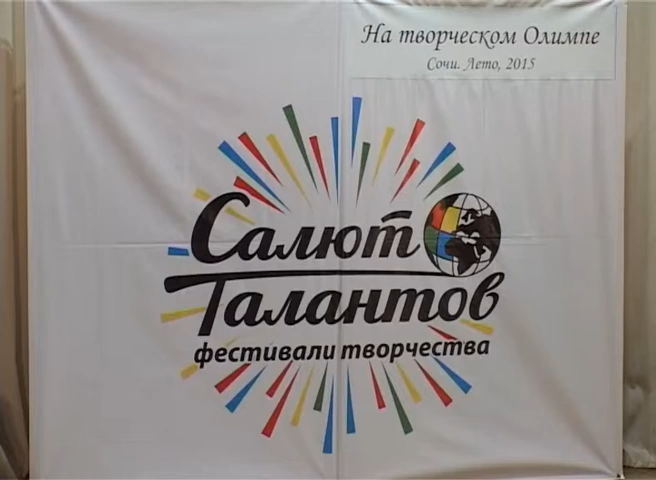 На творческом Олимпе
Сочи. Лето, 2015
Салют
Талантов
фестивали творчества